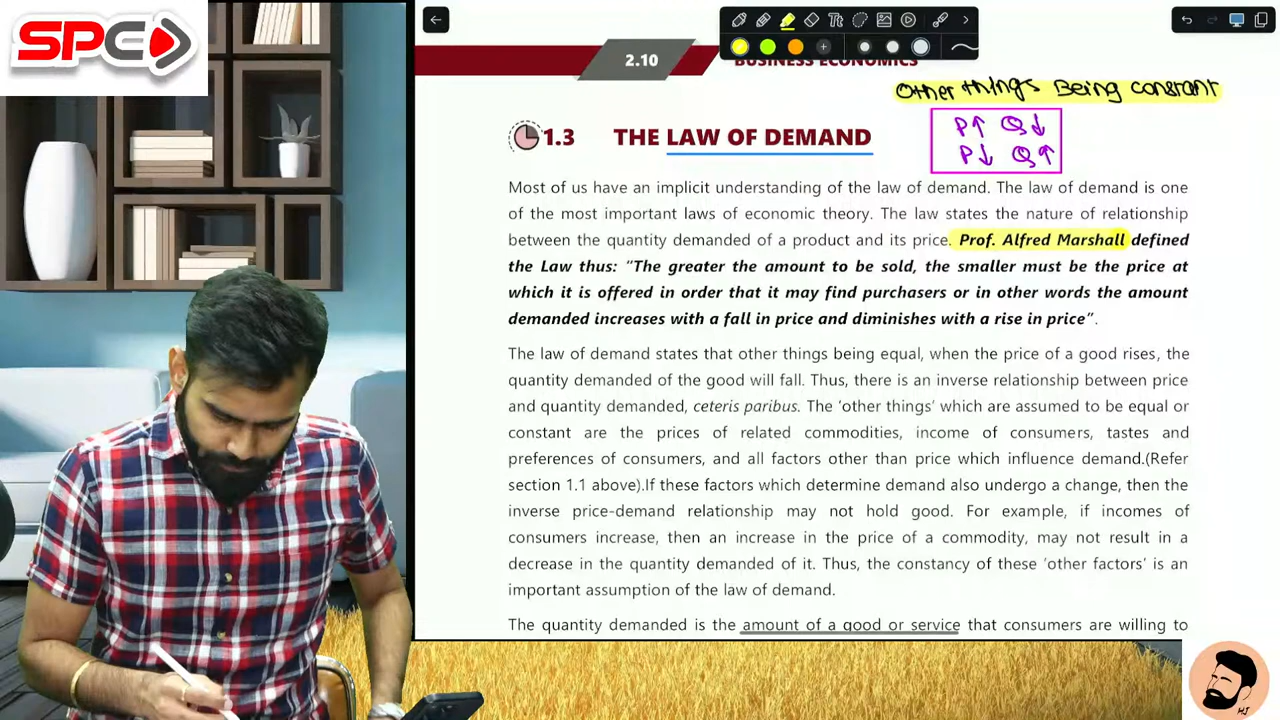 SPC
2.10 BUSINESS ECONOMICS
Other things Being constant
1.3 THE LAW OF DEMAND
P↑ Q↓
P↓ Q↑
Most of us have an implicit understanding of the law of demand. The law of demand is one
of the most important laws of economic theory. The law states the nature of relationship
between the quantity demanded of a product and its price. Prof. Alfred Marshall defined
the Law thus: “The greater the amount to be sold, the smaller must be the price at
which it is offered in order that it may find purchasers or in other words the amount
demanded increases with a fall in price and diminishes with a rise in price”.
The law of demand states that other things being equal, when the price of a good rises, the
quantity demanded of the good will fall. Thus, there is an inverse relationship between price
and quantity demanded, ceteris paribus. The ‘other things’ which are assumed to be equal or
constant are the prices of related commodities, income of consumers, tastes and
preferences of consumers, and all factors other than price which influence demand.(Refer
section 1.1 above).If these factors which determine demand also undergo a change, then the
inverse price-demand relationship may not hold good. For example, if incomes of
consumers increase, then an increase in the price of a commodity, may not result in a
decrease in the quantity demanded of it. Thus, the constancy of these ‘other factors’ is an
important assumption of the law of demand.
The quantity demanded is the amount of a good or service that consumers are willing to
HJ